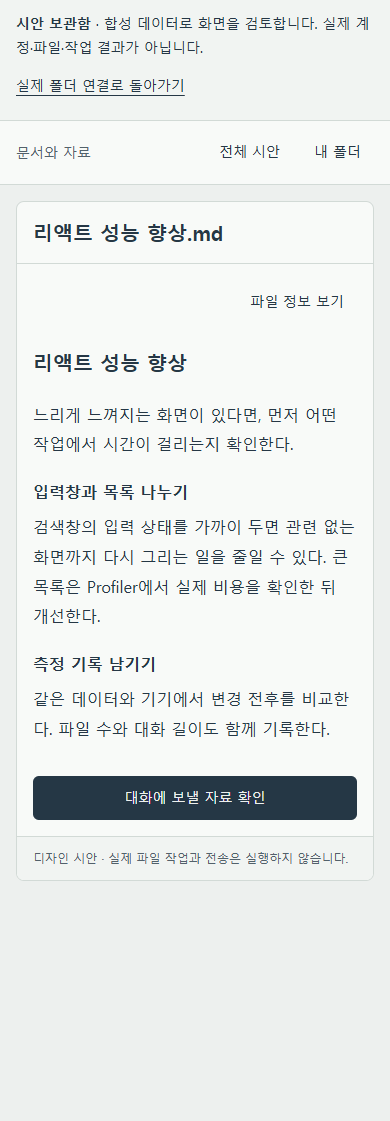 시안 보관함 · 합성 데이터로 화면을 검토합니다. 실제 계
정·파일·작업 결과가 아닙니다.
실제 폴더 연결로 돌아가기
문서와 자료 전체 시안 내 폴더
리액트 성능 향상.md
파일 정보 보기
리액트 성능 향상
느리게 느껴지는 화면이 있다면, 먼저 어떤
작업에서 시간이 걸리는지 확인한다.
입력창과 목록 나누기
검색창의 입력 상태를 가까이 두면 관련 없는
화면까지 다시 그리는 일을 줄일 수 있다. 큰
목록은 Profiler에서 실제 비용을 확인한 뒤
개선한다.
측정 기록 남기기
같은 데이터와 기기에서 변경 전후를 비교한
다. 파일 수와 대화 길이도 함께 기록한다.
대화에 보낼 자료 확인
디자인 시안 · 실제 파일 작업과 전송은 실행하지 않습니다.